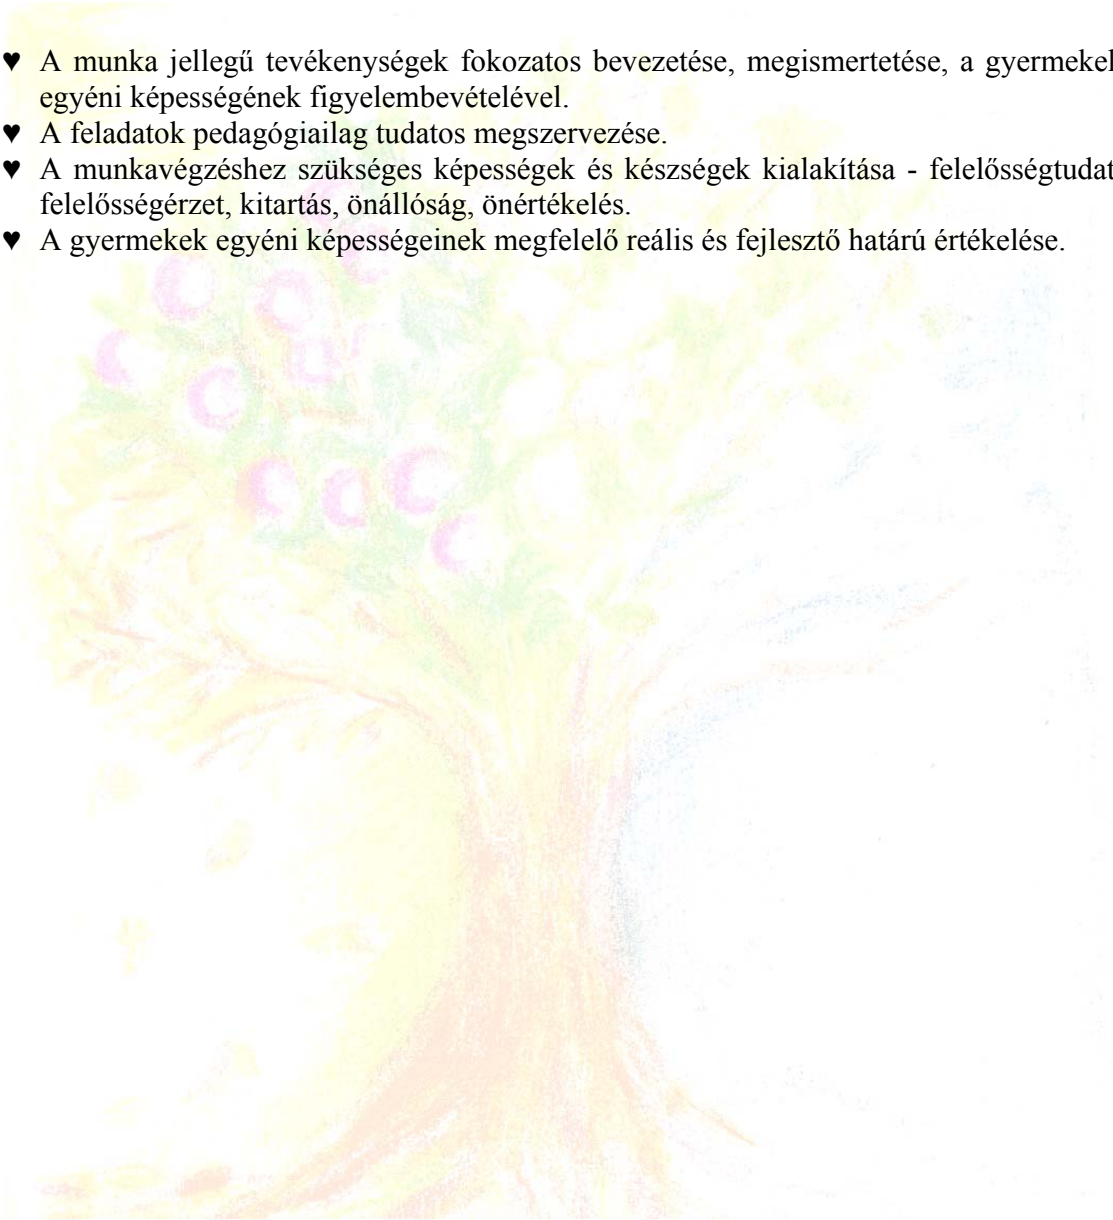 ♥ A munka jellegű tevékenységek fokozatos bevezetése, megismertetése, a gyermekek
egyéni képességének figyelembevételével.
♥ A feladatok pedagógiailag tudatos megszervezése.
♥ A munkavégzéshez szükséges képességek és készségek kialakítása - felelősségtudat
felelősségérzet, kitartás, önállóság, önértékelés.
♥ A gyermekek egyéni képességeinek megfelelő reális és fejlesztő határú értékelése.